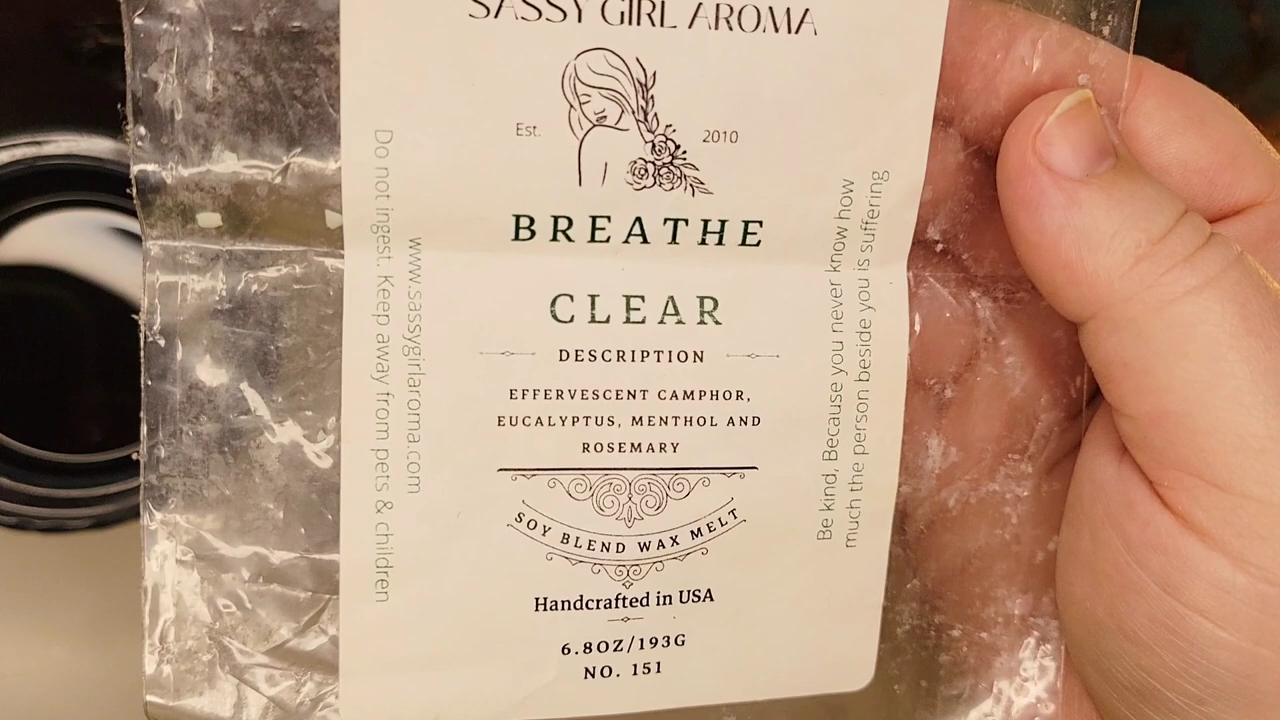 SASSY GIRL AROMA
Est. 2010
BREATHE
CLEAR
DESCRIPTION
EFFERVESCENT CAMPHOR,
EUCALYPTUS, MENTHOL AND
ROSEMARY
SOY BLEND WAX MELT
Handcrafted in USA
6.8OZ/193G
NO. 151
Do not ingest. Keep away from pets & children
www.sassygirlaroma.com
Be kind, Because you never know how
much the person beside you is suffering